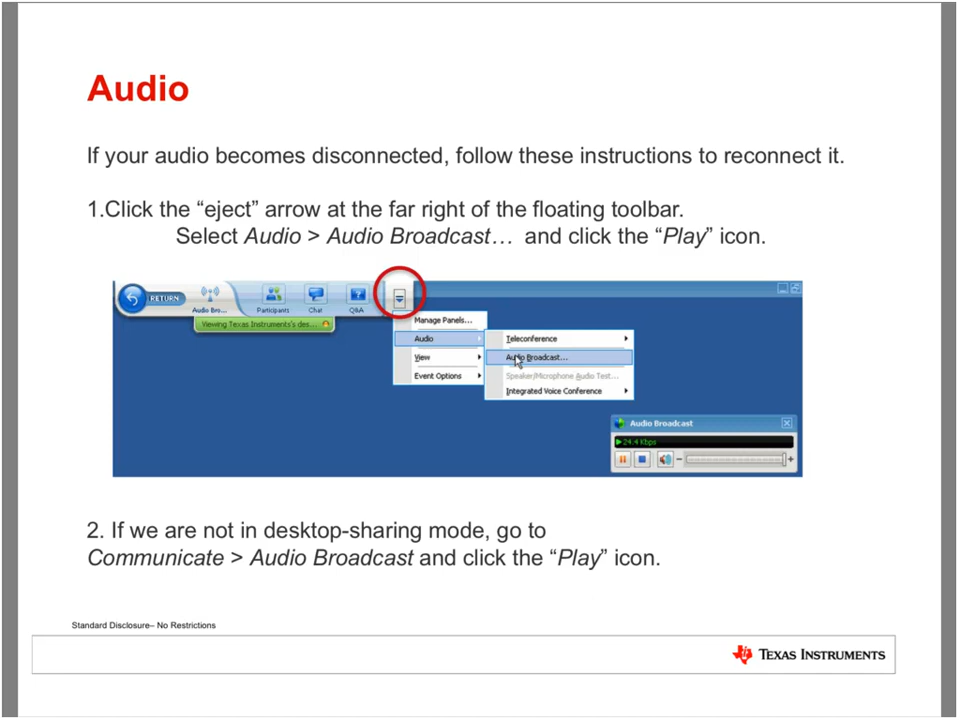 Audio
If your audio becomes disconnected, follow these instructions to reconnect it.
1.Click the “eject” arrow at the far right of the floating toolbar.
Select Audio > Audio Broadcast… and click the “Play” icon.
RETURN
Audio Bro...
Participants
Chat
Q&A
Viewing Texas Instruments's des...
Manage Panels...
Audio
View
Event Options
Teleconference
Audio Broadcast...
Speaker/Microphone Audio Test...
Integrated Voice Conference
Audio Broadcast
24.4 Kbps
2. If we are not in desktop-sharing mode, go to
Communicate > Audio Broadcast and click the “Play” icon.
Standard Disclosure– No Restrictions
TEXAS INSTRUMENTS